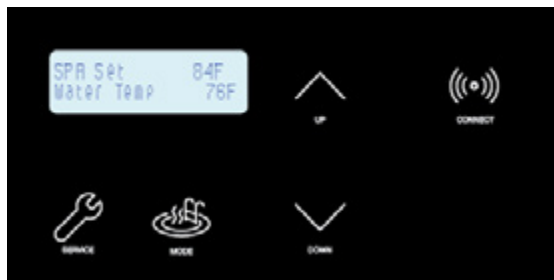 SPA Set 84F
Water Temp 76F
UP
CONNECT
SERVICE
MODE
DOWN